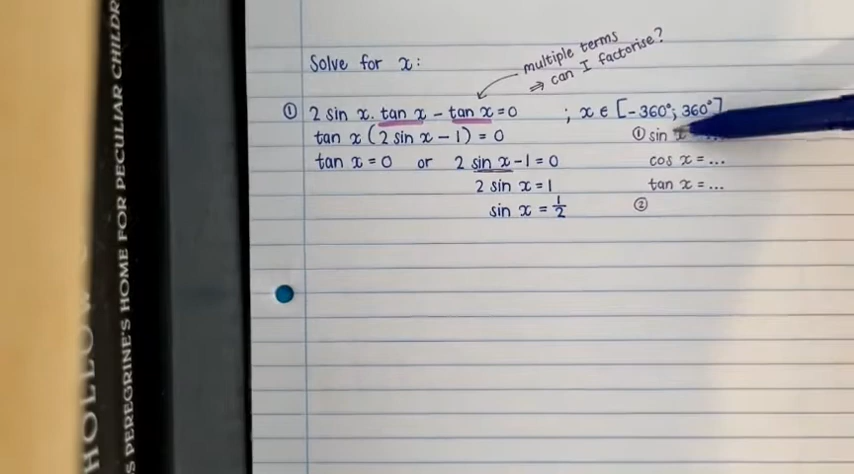 Solve for x:
multiple terms
⇒ can I factorise?
① 2 sin x. tan x - tan x = 0 ; x ∈ [-360°; 360°]
tan x (2 sin x - 1) = 0
① sin x
tan x = 0 or 2 sin x - 1 = 0
cos x = ...
2 sin x = 1
tan x = ...
sin x = 1/2
②
HOLLOW
S PEREGRINE'S HOME FOR PECULIAR CHILDR